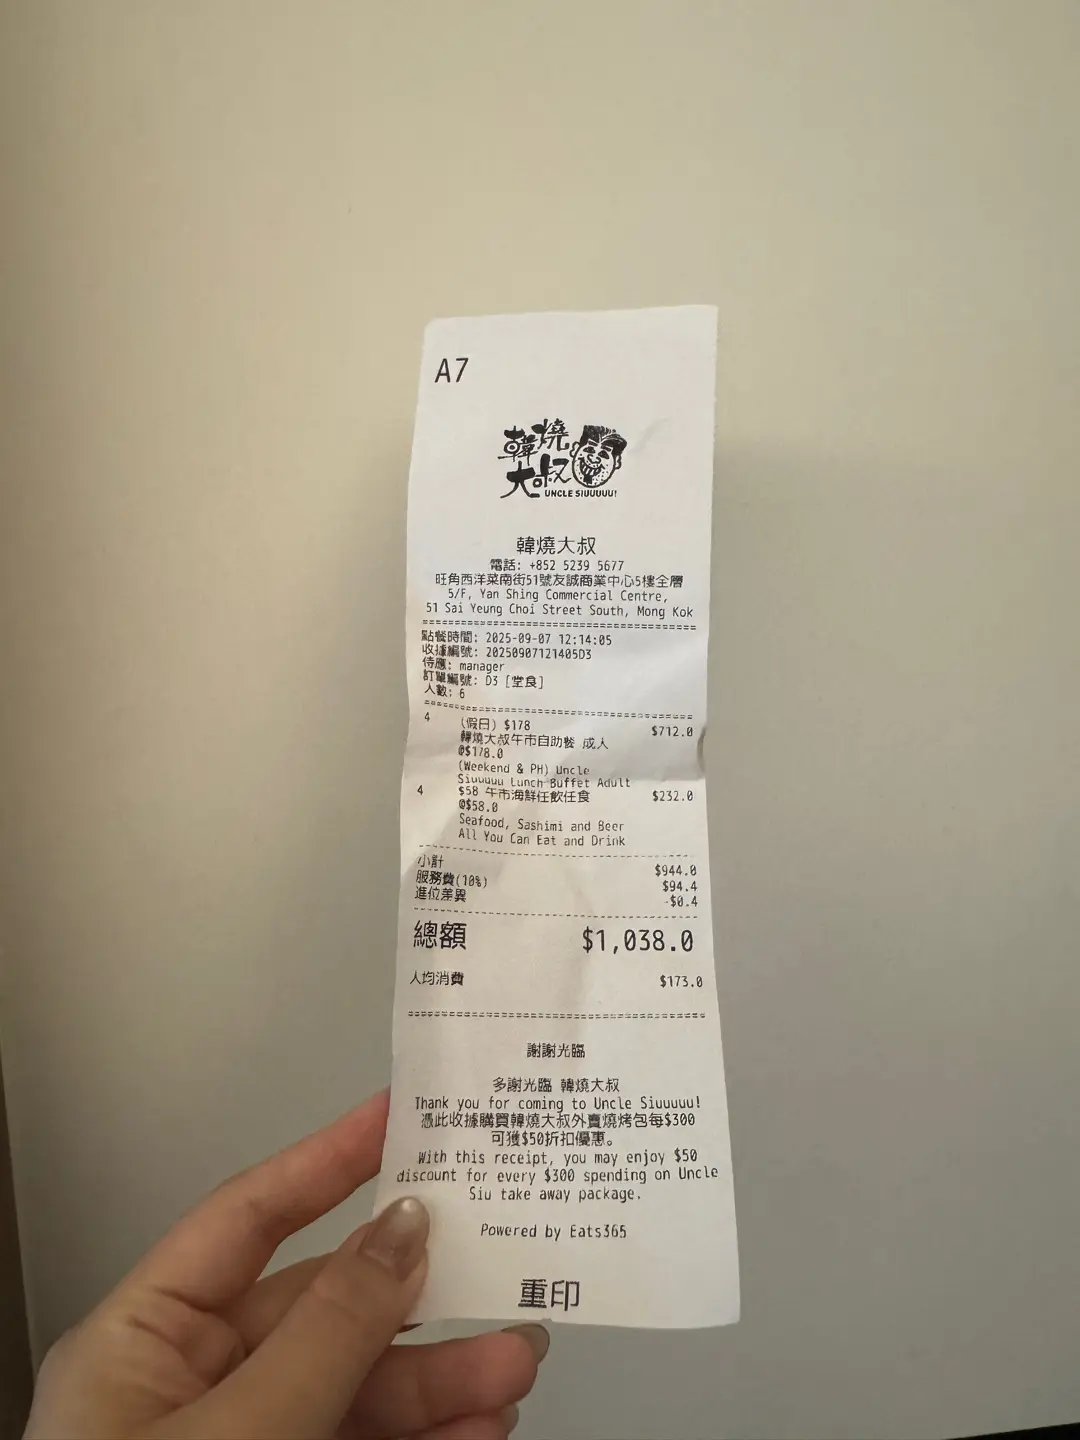 A7
韓燒
大叔
UNCLE SIUUUUU!
韓燒大叔
電話: +852 5239 5677
旺角西洋菜南街51號友誠商業中心5樓全層
5/F, Yan Shing Commercial Centre,
51 Sai Yeung Choi Street South, Mong Kok
點餐時間: 2025-09-07 12:14:05
收據編號: 20250907121405D3
侍應: manager
訂單編號: D3 [堂食]
人數: 6
4 (假日) $178 $712.0
韓燒大叔午市自助餐 成人
@$178.0
(Weekend & PH) Uncle
Siuuuuu Lunch Buffet Adult
4 $58 午市海鮮任飲任食 $232.0
@$58.0
Seafood, Sashimi and Beer
All You Can Eat and Drink
小計 $944.0
服務費(10%) $94.4
進位差異 -$0.4
總額 $1,038.0
人均消費 $173.0
謝謝光臨
多謝光臨 韓燒大叔
Thank you for coming to Uncle Siuuuuu!
憑此收據購買韓燒大叔外賣燒烤包每$300
可獲$50折扣優惠。
With this receipt, you may enjoy $50
discount for every $300 spending on Uncle
Siu take away package.
Powered by Eats365
重印